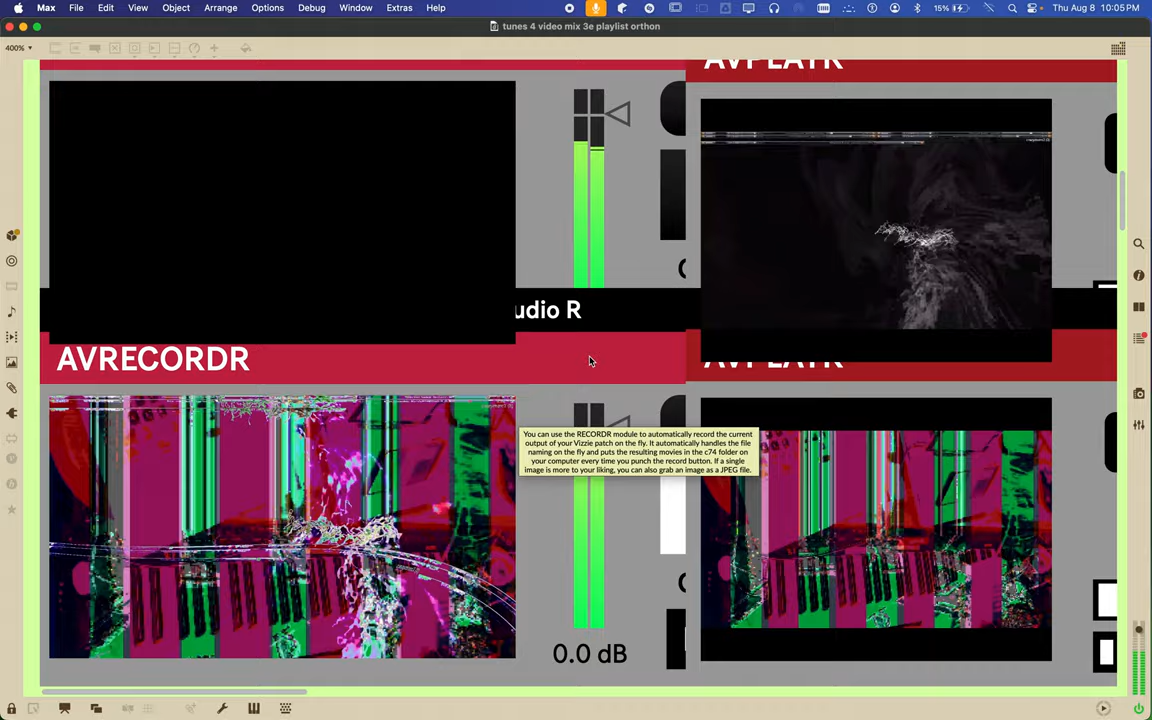 Max File Edit View Object Arrange Options Debug Window Extras Help
15%
Thu Aug 8 10:05 PM
tunes 4 video mix 3e playlist orthon
400%
AVPLAYR
udio R
AVRECORDR
AVPLAYR
You can use the RECORDR module to automatically record the current
output of your Vizzie patch on the fly. It automatically handles the file
naming on the fly and puts the resulting movies in the c74 folder on
your computer every time you punch the record button. If a single
image is more to your liking, you can also grab an image as a JPEG file.
0.0 dB